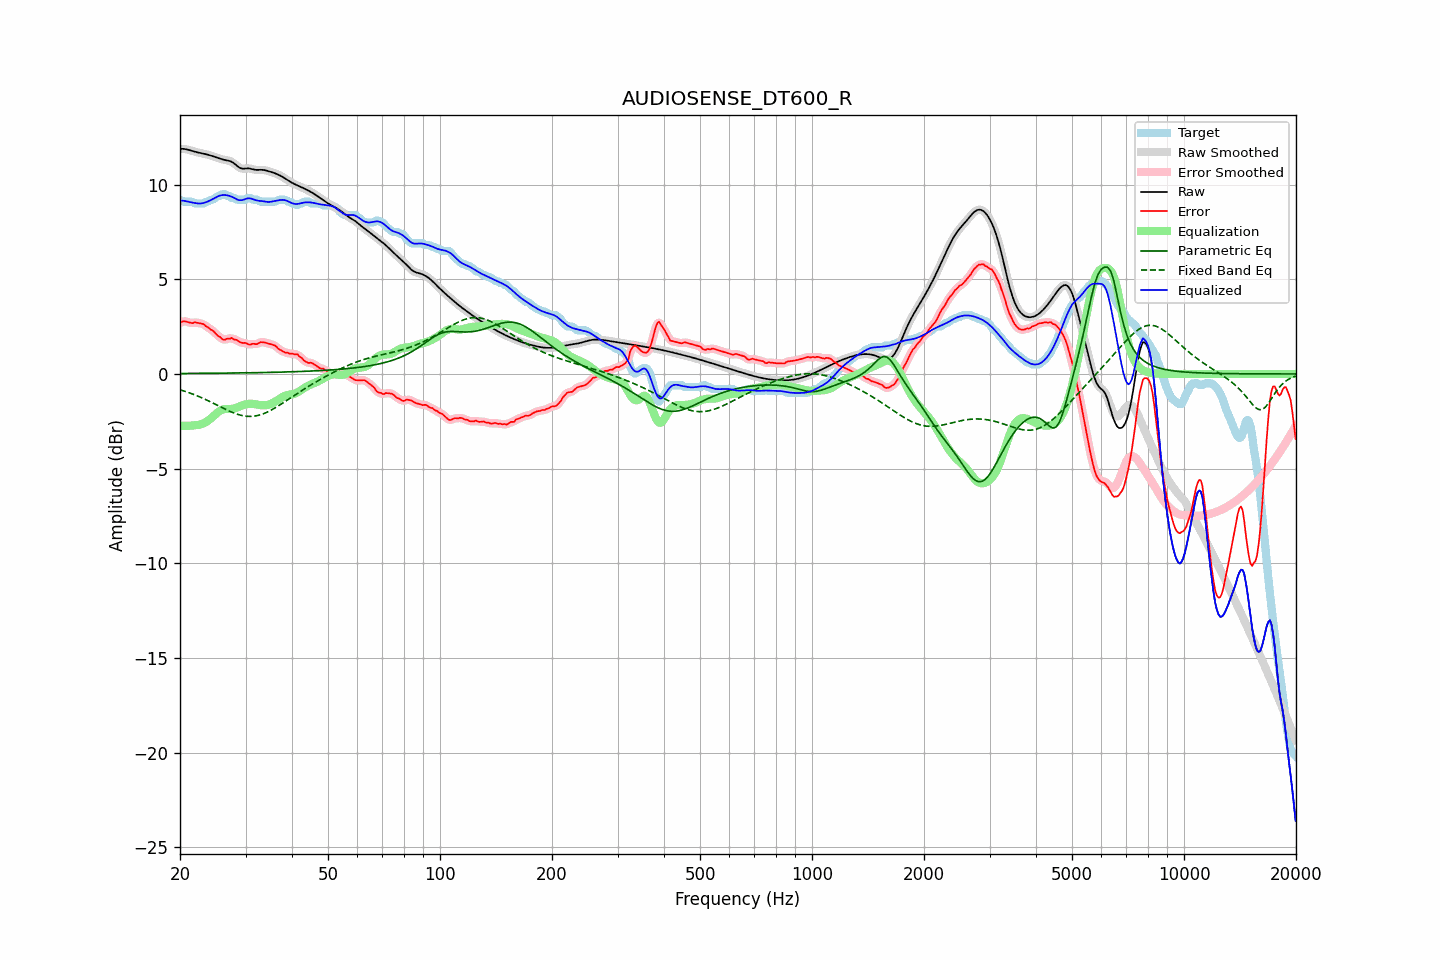 AUDIOSENSE_DT600_R
Target
Raw Smoothed
Error Smoothed
Raw
Error
Equalization
Parametric Eq
Fixed Band Eq
Equalized
10
5
0
−5
−10
−15
−20
−25
Amplitude (dBr)
20 50 100 200 500 1000 2000 5000 10000 20000
Frequency (Hz)